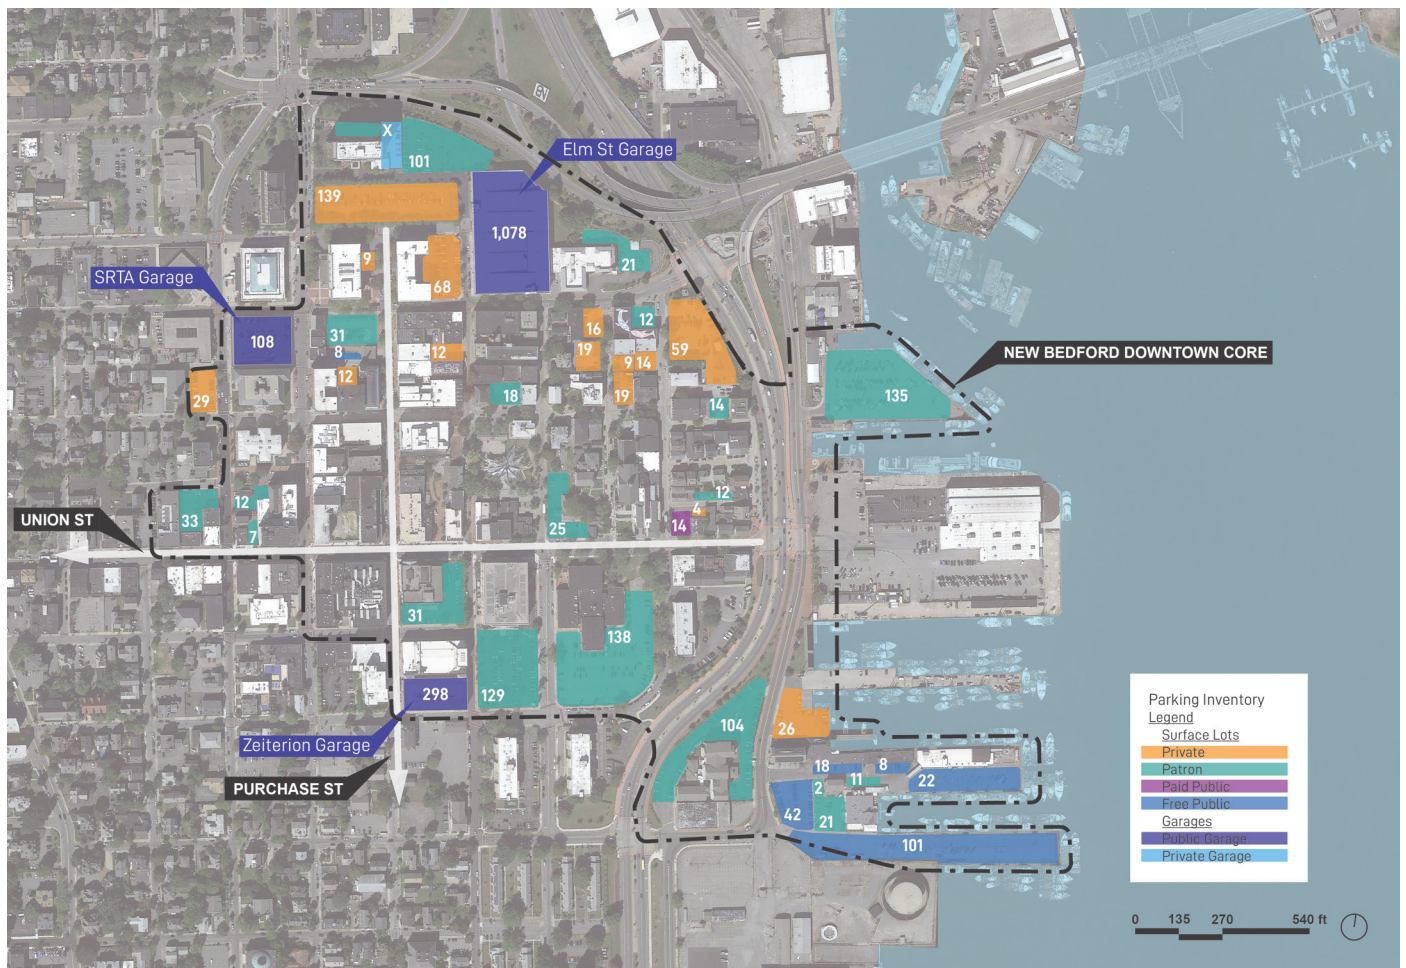 X
101
Elm St Garage
139
1,078
9
68
21
SRTA Garage
108
31
8
12
12
16
19
12
9
14
19
59
29
18
14
NEW BEDFORD DOWNTOWN CORE
135
33
12
7
25
12
4
14
UNION ST
31
138
129
298
Zeiterion Garage
PURCHASE ST
104
26
18
8
22
11
2
42
21
101
Parking Inventory
Legend
Surface Lots
Private
Patron
Paid Public
Free Public
Garages
Public Garage
Private Garage
0 135 270 540 ft